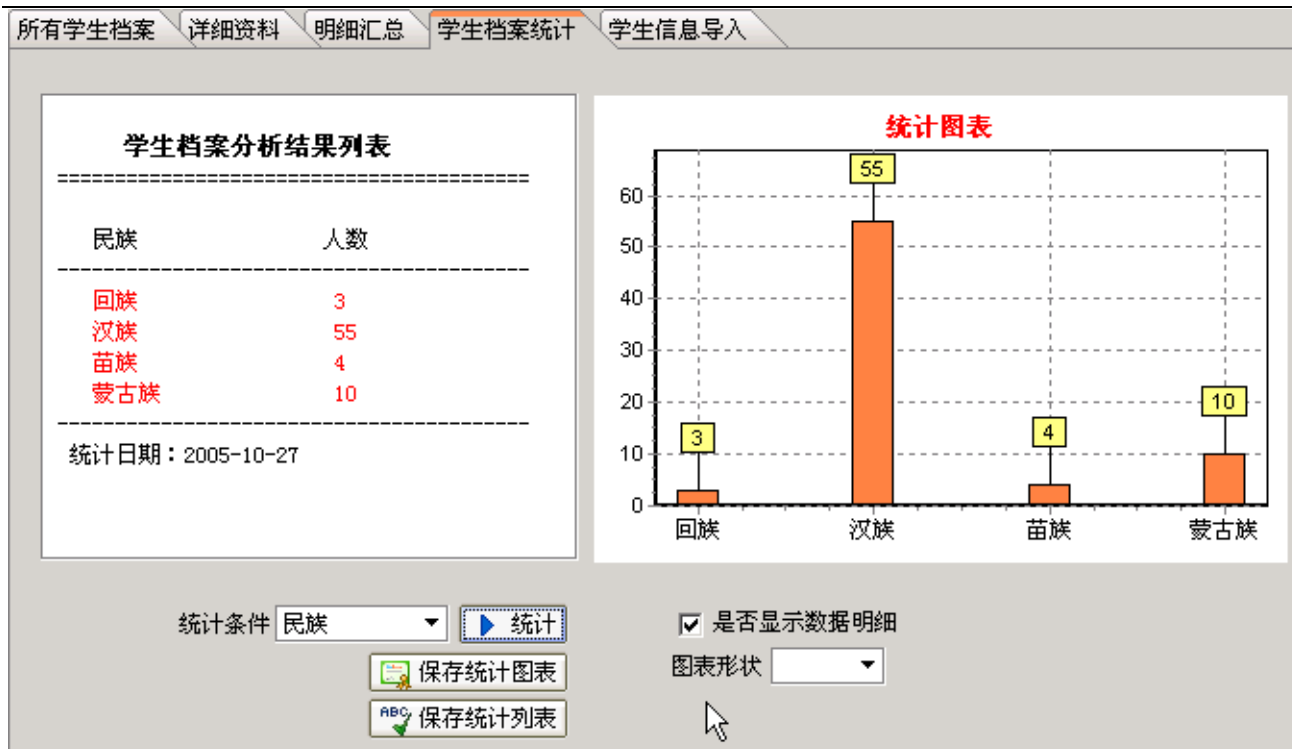 所有学生档案 详细资料 明细汇总 学生档案统计 学生信息导入
学生档案分析结果列表
=========================================
民族 人数
-----------------------------------------
回族 3
汉族 55
苗族 4
蒙古族 10
-----------------------------------------
统计日期：2005-10-27
统计图表
60
50
40
30
20
10
0
3
55
4
10
回族 汉族 苗族 蒙古族
统计条件 民族 统计
保存统计图表
ABC 保存统计列表
是否显示数据明细
图表形状